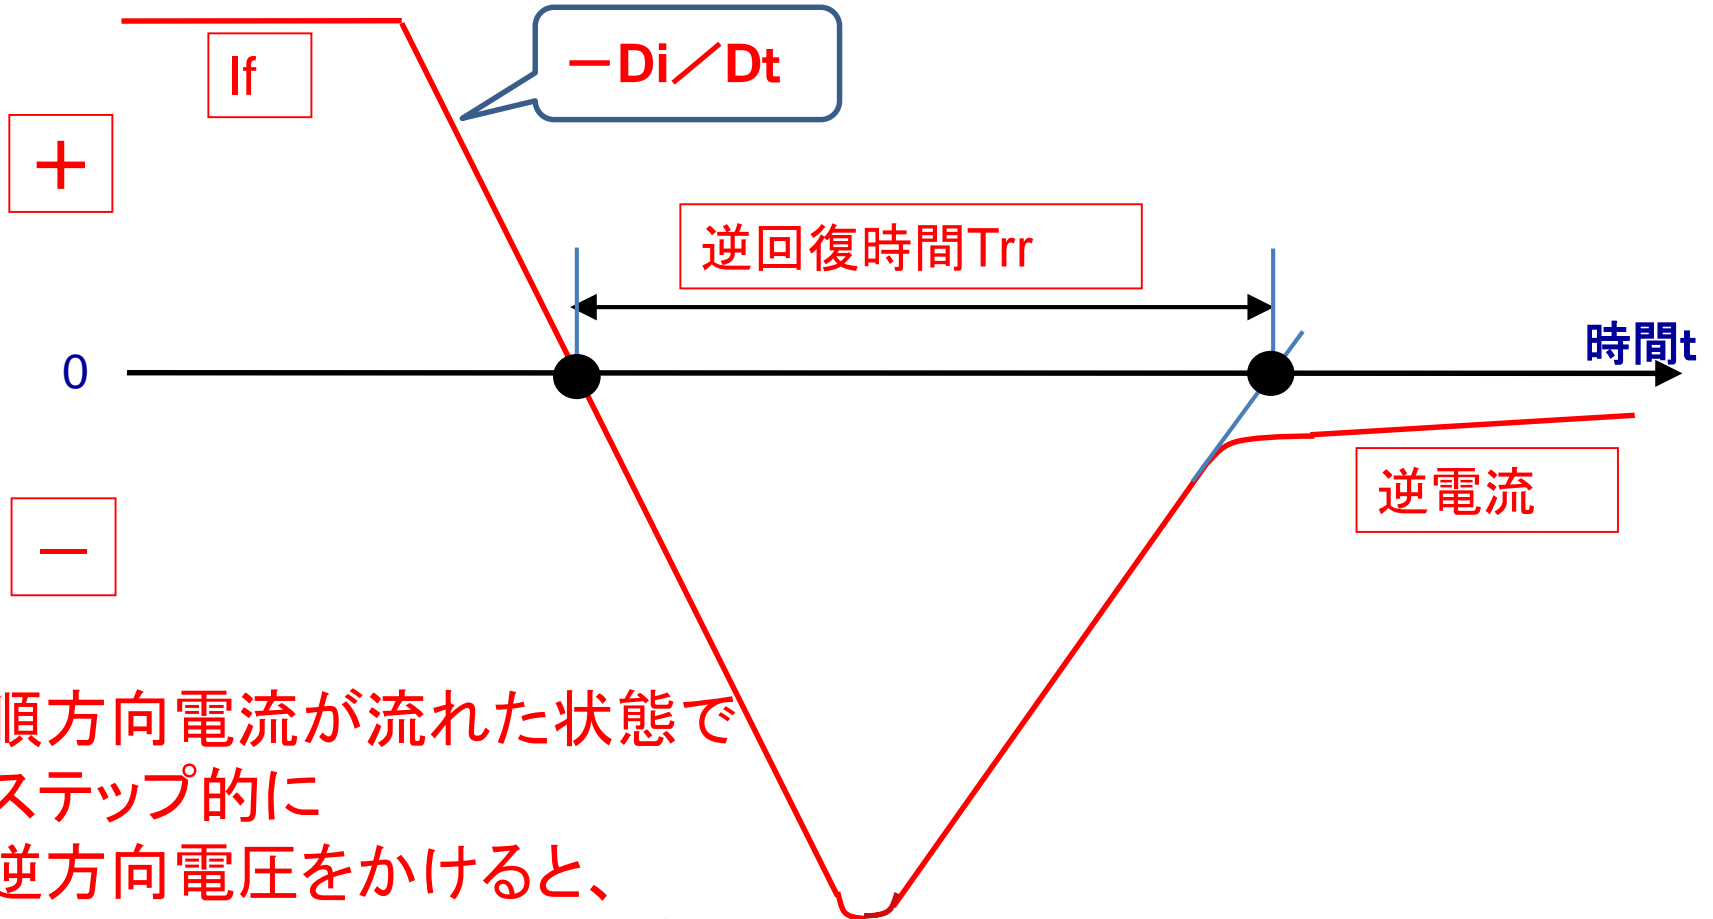 －Di／Dt
If
＋
逆回復時間Trr
時間t
0
逆電流
－
順方向電流が流れた状態で
ステップ的に
逆方向電圧をかけると、